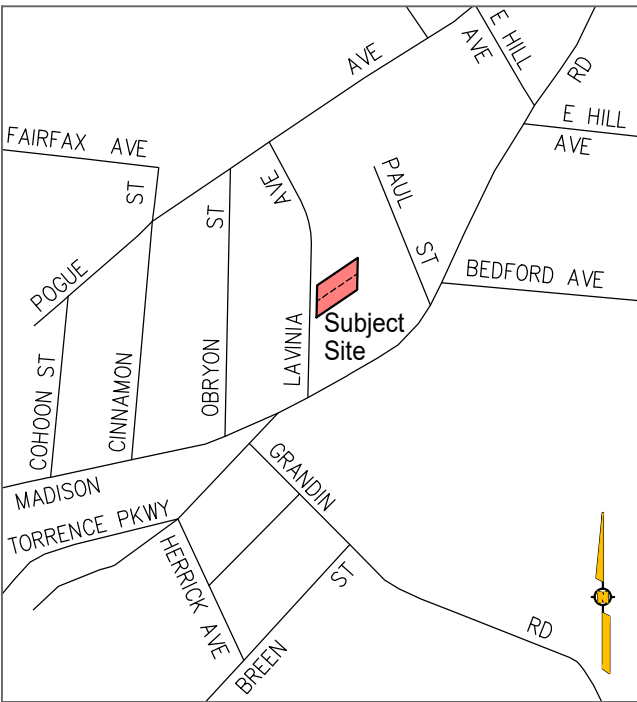 E HILL
AVE
AVE
RD
E HILL
AVE
FAIRFAX AVE
ST
POGUE
ST
AVE
PAUL
ST
BEDFORD AVE
Subject
Site
LAVINIA
OBRYON
CINNAMON
COHOON ST
MADISON
TORRENCE PKWY
GRANDIN
HERRICK AVE
ST
BREEN
RD
N